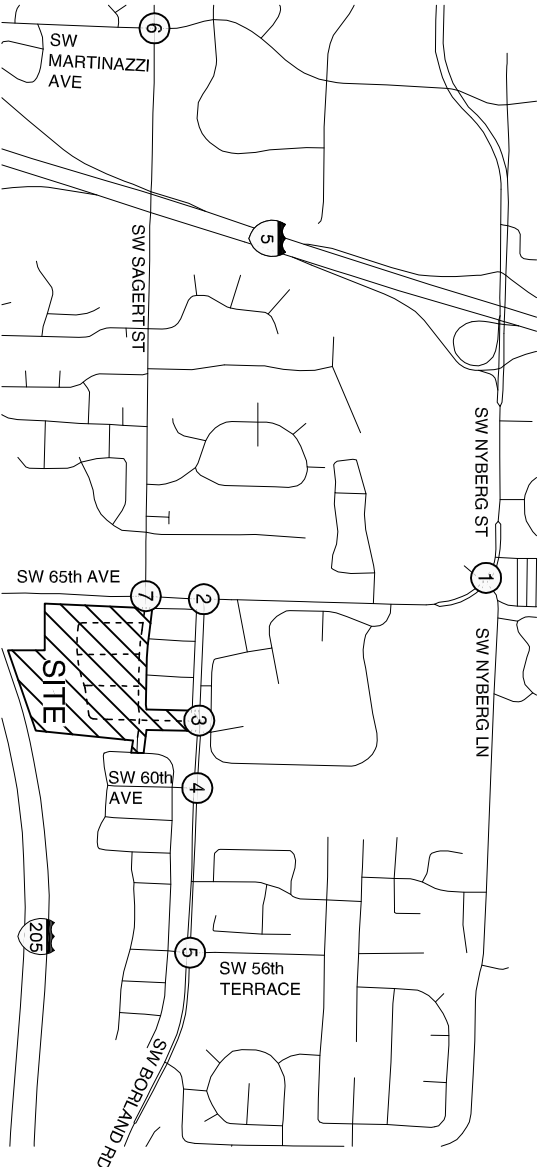 6
SW
MARTINAZZI
AVE
5
SW SAGERT ST
SW NYBERG ST
1
SW 65th AVE
7
2
SW NYBERG LN
SITE
3
SW 60th
AVE
4
205
5
SW 56th
TERRACE
SW BORLAND RD